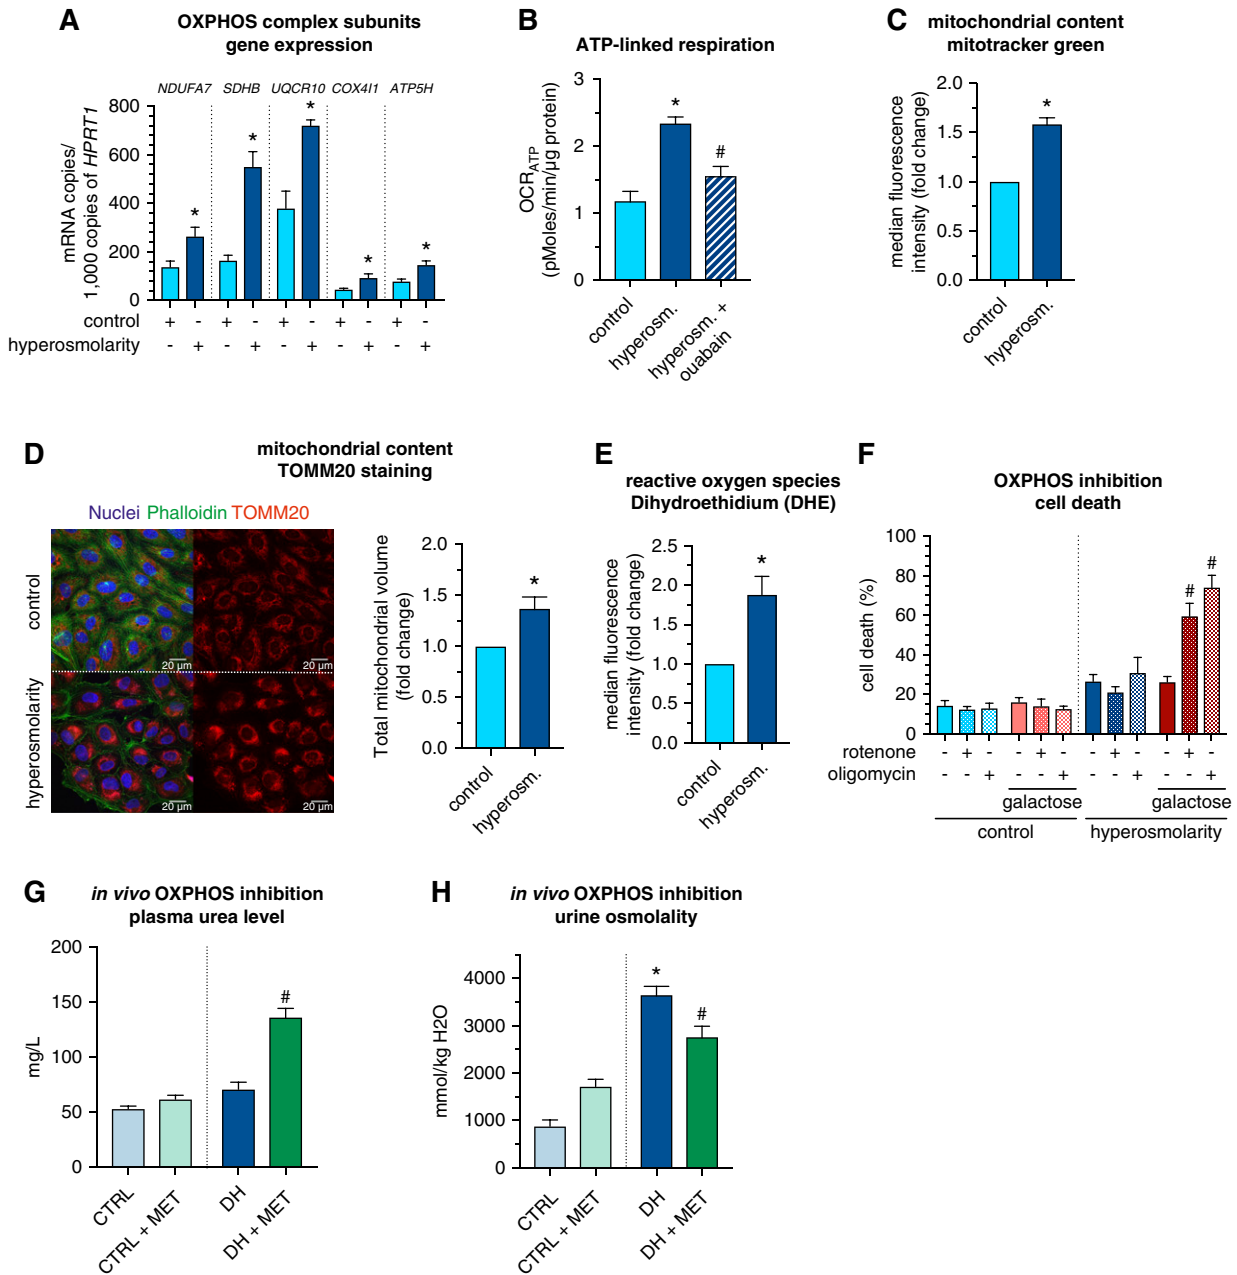 A
OXPHOS complex subunits
gene expression
NDUFA7 SDHB UQCR10 COX4I1 ATP5H
mRNA copies/
1,000 copies of HPRT1
800
600
400
200
0
* * * * *
control + - + - + - + - + -
hyperosmolarity - + - + - + - + - +
B
ATP-linked respiration
OCRATP
(pMoles/min/µg protein)
3
2
1
0
*
#
control
hyperosm.
hyperosm. +
ouabain
C
mitochondrial content
mitotracker green
median fluorescence
intensity (fold change)
2.0
1.5
1.0
0.5
0.0
*
control
hyperosm.
D
mitochondrial content
TOMM20 staining
Nuclei Phalloidin TOMM20
control
20 µm
20 µm
hyperosmolarity
20 µm
20 µm
Total mitochondrial volume
(fold change)
2.0
1.5
1.0
0.5
0.0
*
control
hyperosm.
E
reactive oxygen species
Dihydroethidium (DHE)
median fluorescence
intensity (fold change)
2.5
2.0
1.5
1.0
0.5
0.0
*
control
hyperosm.
F
OXPHOS inhibition
cell death
cell death (%)
100
80
60
40
20
0
# #
rotenone - + - - + - - + - - + -
oligomycin - - + - - + - - + - - +
galactose galactose
control hyperosmolarity
G
in vivo OXPHOS inhibition
plasma urea level
mg/L
200
150
100
50
0
#
CTRL
CTRL + MET
DH
DH + MET
H
in vivo OXPHOS inhibition
urine osmolality
mmol/kg H2O
4000
3000
2000
1000
0
*
#
CTRL
CTRL + MET
DH
DH + MET